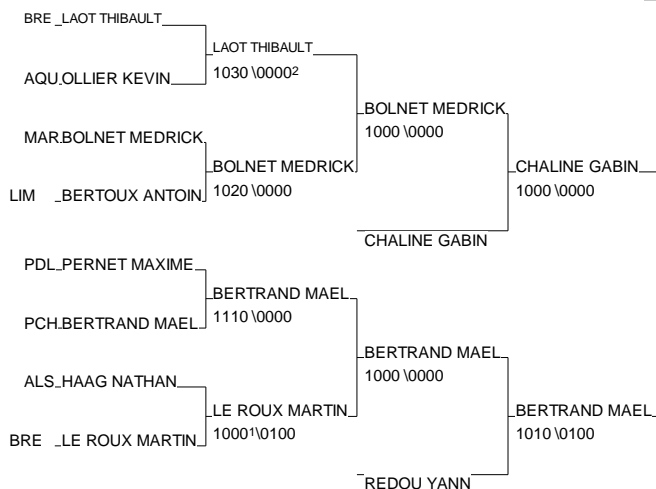 BRE LAOT THIBAULT
LAOT THIBAULT
AQU OLLIER KEVIN
1030 \0000²
BOLNET MEDRICK
1000 \0000
MAR BOLNET MEDRICK
BOLNET MEDRICK
CHALINE GABIN
LIM BERTOUX ANTOIN
1020 \0000
1000 \0000
CHALINE GABIN
PDL PERNET MAXIME
BERTRAND MAEL
1110 \0000
PCH BERTRAND MAEL
BERTRAND MAEL
1000 \0000
ALS HAAG NATHAN
LE ROUX MARTIN
BERTRAND MAEL
1000¹\0100
1010 \0100
BRE LE ROUX MARTIN
REDOU YANN